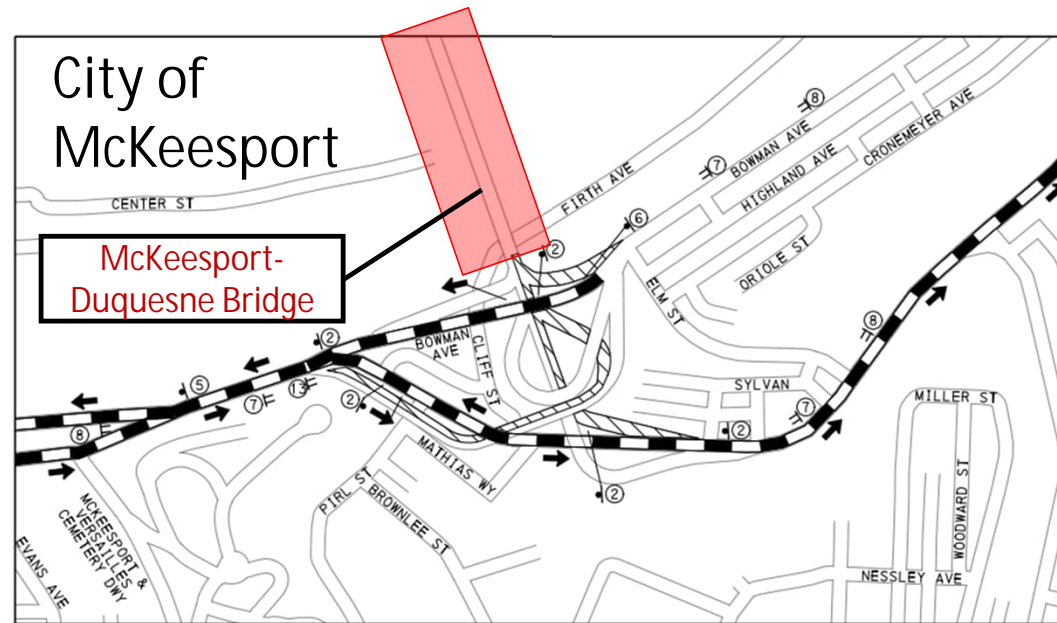 City of
McKeesport
McKeesport-
Duquesne Bridge
CENTER ST
FIRTH AVE
BOWMAN AVE
HIGHLAND AVE
CRONEMEYER AVE
ORIOLE ST
ELM ST
BOWMAN
AVE
CLIFF ST
SYLVAN
MILLER ST
WOODWARD ST
NESSLEY AVE
MATHIAS WY
PIRL ST
BROWNLEE ST
MCKEESPORT &
VERSAILLES
CEMETERY DWY
EVANS AVE
8
7
6
2
2
5
7
13
2
8
8
7
2
2